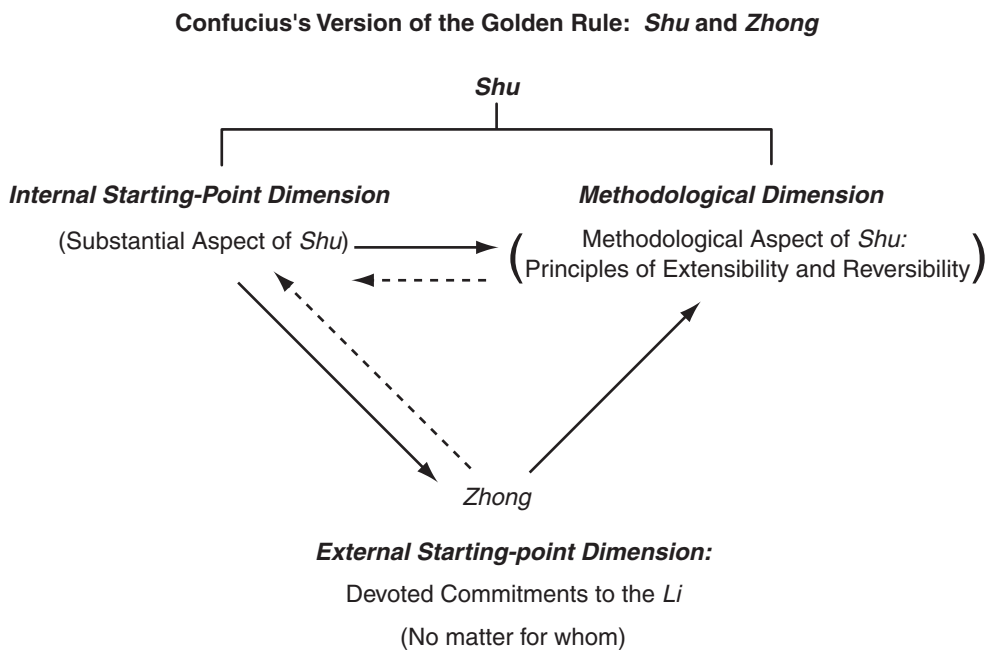 Confucius's Version of the Golden Rule: Shu and Zhong
Shu
Internal Starting-Point Dimension
(Substantial Aspect of Shu)
Methodological Dimension
(Methodological Aspect of Shu:
Principles of Extensibility and Reversibility)
Zhong
External Starting-point Dimension:
Devoted Commitments to the Li
(No matter for whom)